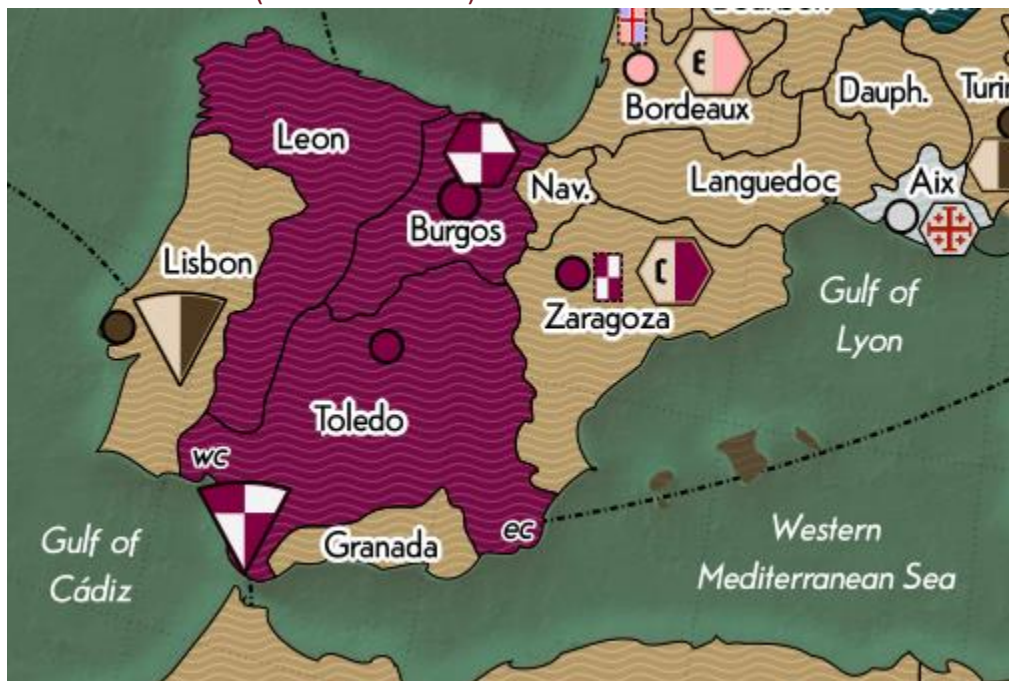 Leon
Bordeaux
Dauph.
Nav.
Languedoc
Aix
Burgos
Lisbon
Zaragoza
Gulf of
Lyon
Toledo
wc
ec
Granada
Gulf of
Cádiz
Western
Mediterranean Sea
E
C